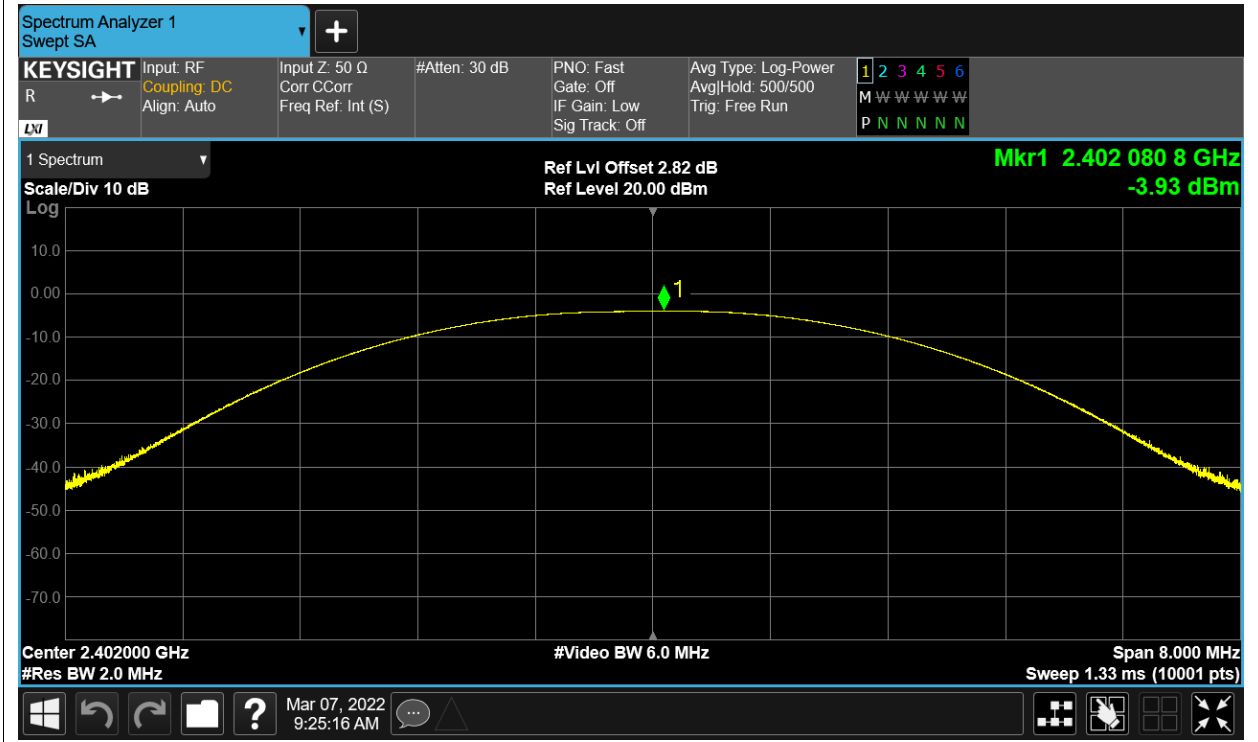 Spectrum Analyzer 1
Swept SA
+
KEYSIGHT
R
LXI
Input: RF
Coupling: DC
Align: Auto
Input Z: 50 Ω
Corr CCorr
Freq Ref: Int (S)
#Atten: 30 dB
PNO: Fast
Gate: Off
IF Gain: Low
Sig Track: Off
Avg Type: Log-Power
Avg|Hold: 500/500
Trig: Free Run
1 2 3 4 5 6
M W W W W W
P N N N N N
1 Spectrum
Scale/Div 10 dB
Log
Ref Lvl Offset 2.82 dB
Ref Level 20.00 dBm
Mkr1 2.402 080 8 GHz
-3.93 dBm
10.0
0.00
-10.0
-20.0
-30.0
-40.0
-50.0
-60.0
-70.0
1
Center 2.402000 GHz
#Res BW 2.0 MHz
#Video BW 6.0 MHz
Span 8.000 MHz
Sweep 1.33 ms (10001 pts)
?
Mar 07, 2022
9:25:16 AM